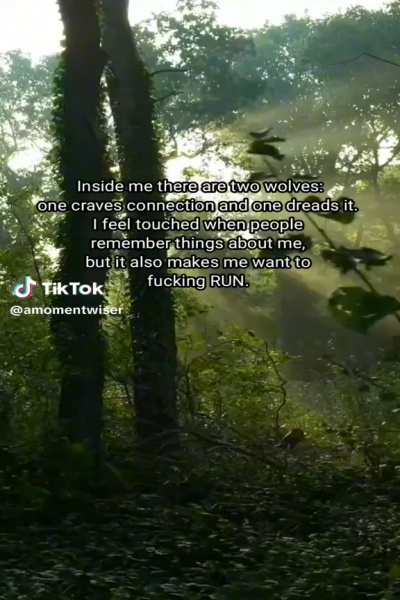 Inside me there are two wolves:
one craves connection and one dreads it.
I feel touched when people
remember things about me,
but it also makes me want to
fucking RUN.
TikTok
@amomentwiser